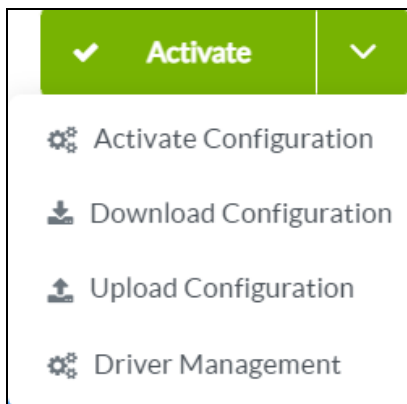 Activate
Activate Configuration
Download Configuration
Upload Configuration
Driver Management